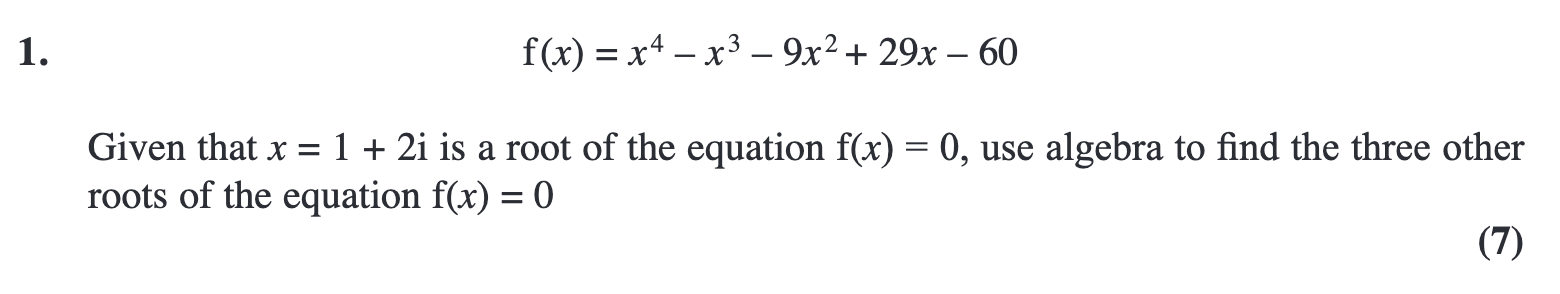 1. f(x) = x⁴ – x³ – 9x² + 29x – 60
Given that x = 1 + 2i is a root of the equation f(x) = 0, use algebra to find the three other
roots of the equation f(x) = 0
(7)